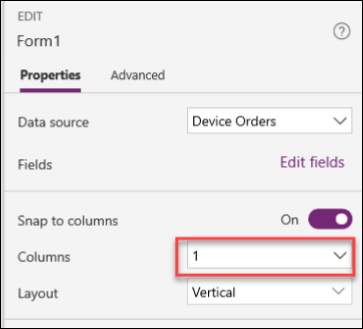 EDIT
Form1
?
Properties Advanced
Data source Device Orders
Fields Edit fields
Snap to columns On
Columns 1
Layout Vertical